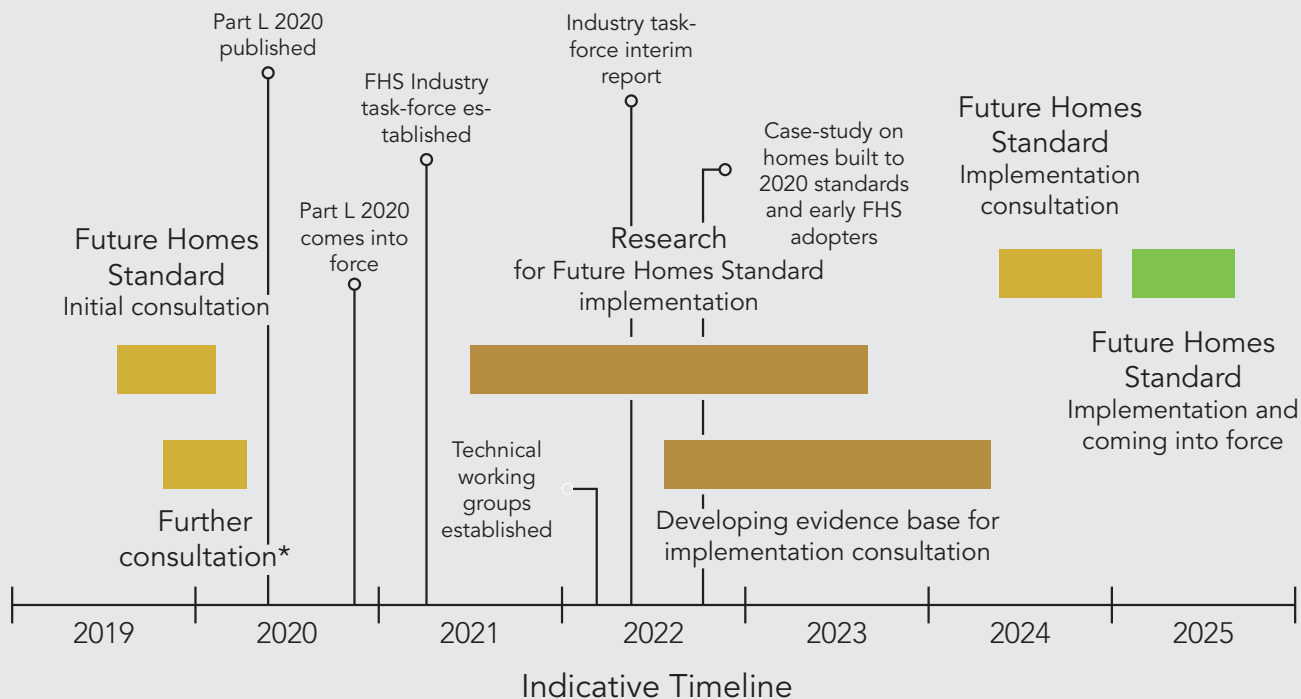 Part L 2020
published
FHS Industry
task-force es-
tablished
Industry task-
force interim
report
Case-study on
homes built to
2020 standards
and early FHS
adopters
Future Homes
Standard
Implementation
consultation
Part L 2020
comes into
force
Future Homes
Standard
Initial consultation
Research
for Future Homes Standard
implementation
Future Homes
Standard
Implementation and
coming into force
Technical
working
groups
established
Further
consultation*
Developing evidence base for
implementation consultation
2019
2020
2021
2022
2023
2024
2025
Indicative Timeline